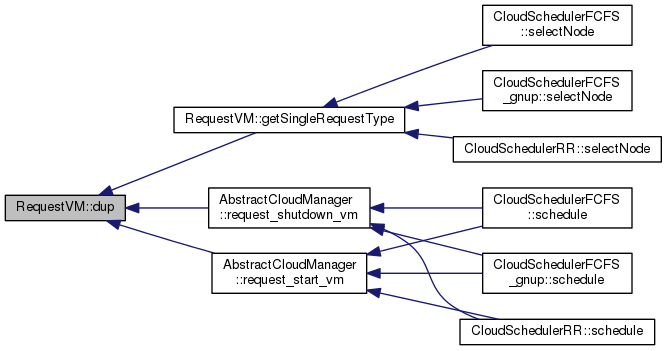 CloudSchedulerFCFS
::selectNode
CloudSchedulerFCFS
_gnup::selectNode
RequestVM::getSingleRequestType
CloudSchedulerRR::selectNode
RequestVM::dup
AbstractCloudManager
::request_shutdown_vm
CloudSchedulerFCFS
::schedule
AbstractCloudManager
::request_start_vm
CloudSchedulerFCFS
_gnup::schedule
CloudSchedulerRR::schedule